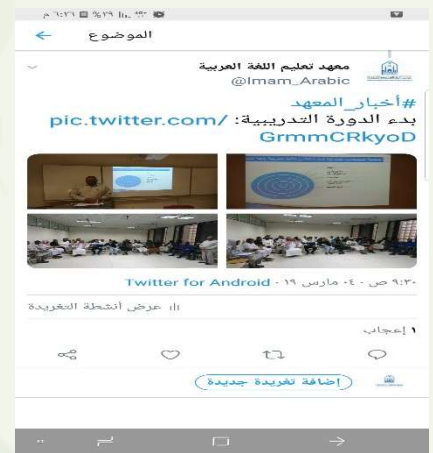 الموضوع
معهد تعليم اللغة العربية
@Imam_Arabic
#أخبار_المعهد
بدء الدورة التدريبية: pic.twitter.com/
GrmmCRkyoD
٩:٣٠ ص · ٠٤ مارس ١٩ · Twitter for Android
عرض أنشطة التغريدة
١ إعجاب
إضافة تغريدة جديدة